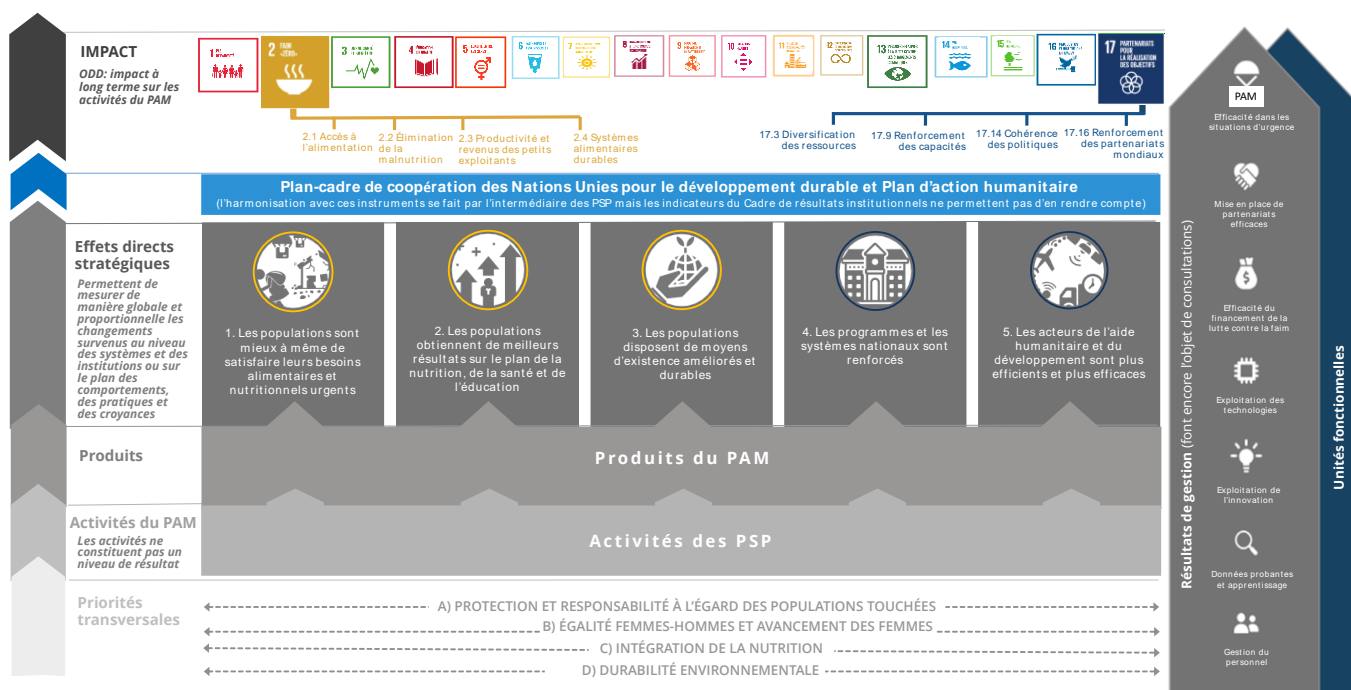 IMPACT
ODD: impact à
long terme sur les
activités du PAM
1
2 FAIM
«ZÉRO»
3
4
5
6
7
8
9
10
11
12
13
14
15
16
17 PARTENARIATS
POUR
LA RÉALISATION
DES OBJECTIFS
2.1 Accès à
l'alimentation
2.2 Élimination
de la
malnutrition
2.3 Productivité et
revenus des petits
exploitants
2.4 Systèmes
alimentaires
durables
17.3 Diversification
des ressources
17.9 Renforcement
des capacités
17.14 Cohérence
des politiques
17.16 Renforcement
des partenariats
mondiaux
Plan-cadre de coopération des Nations Unies pour le développement durable et Plan d'action humanitaire
(l'harmonisation avec ces instruments se fait par l'intermédiaire des PSP mais les indicateurs du Cadre de résultats institutionnels ne permettent pas d'en rendre compte)
Effets directs
stratégiques
Permettent de
mesurer de
manière globale et
proportionnelle les
changements
survenus au niveau
des systèmes et des
institutions ou sur
le plan des
comportements,
des pratiques et
des croyances
1. Les populations sont
mieux à même de
satisfaire leurs besoins
alimentaires et
nutritionnels urgents
2. Les populations
obtiennent de meilleurs
résultats sur le plan de la
nutrition, de la santé et de
l'éducation
3. Les populations
disposent de moyens
d'existence améliorés et
durables
4. Les programmes et les
systèmes nationaux sont
renforcés
5. Les acteurs de l'aide
humanitaire et du
développement sont plus
efficients et plus efficaces
Produits
Produits du PAM
Activités du PAM
Les activités ne
constituent pas un
niveau de résultat
Activités des PSP
Priorités
transversales
A) PROTECTION ET RESPONSABILITÉ À L'ÉGARD DES POPULATIONS TOUCHÉES
B) ÉGALITÉ FEMMES-HOMMES ET AVANCEMENT DES FEMMES
C) INTÉGRATION DE LA NUTRITION
D) DURABILITÉ ENVIRONNEMENTALE
Résultats de gestion (font encore l'objet de consultations)
PAM
Efficacité dans les
situations d'urgence
Mise en place de
partenariats
efficaces
$
Efficacité du
financement de la
lutte contre la faim
Exploitation des
technologies
Exploitation de
l'innovation
Données probantes
et apprentissage
Gestion du
personnel
Unités fonctionnelles